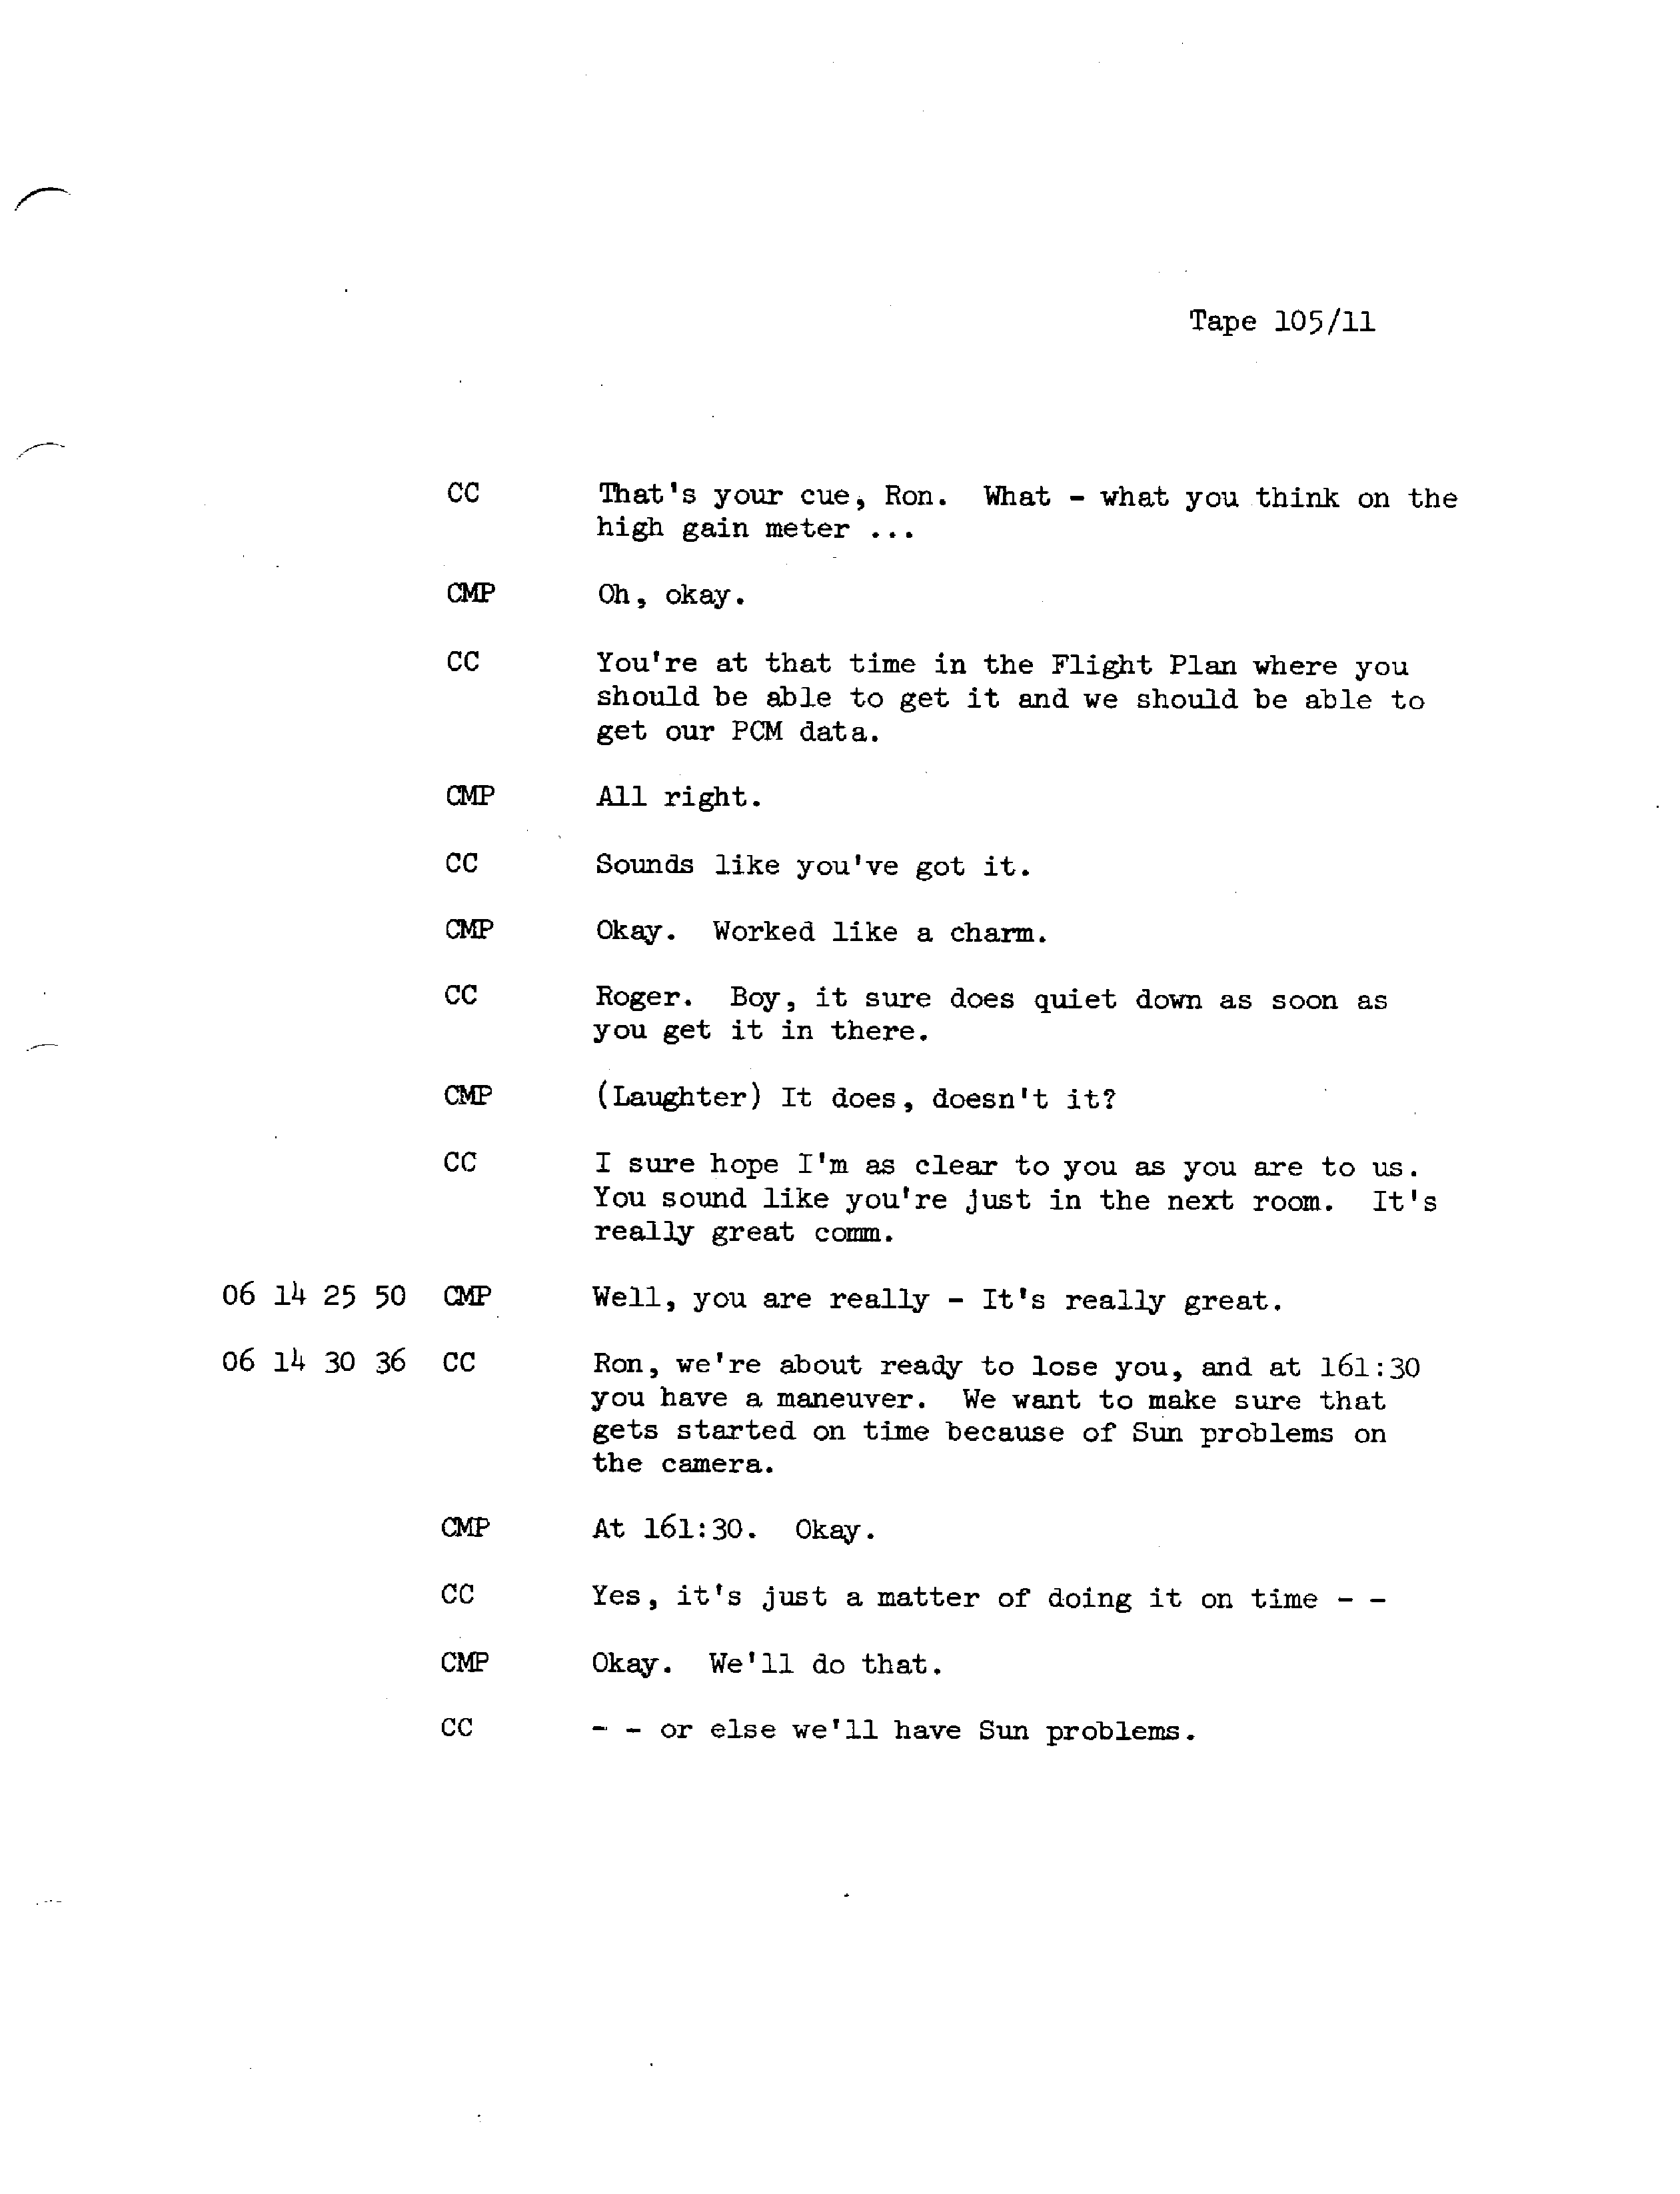 Tape 105/11
CC That's your cue, Ron. What - what you think on the
high gain meter ...
CMP Oh, okay.
CC You're at that time in the Flight Plan where you
should be able to get it and we should be able to
get our PCM data.
CMP All right.
CC Sounds like you've got it.
CMP Okay. Worked like a charm.
CC Roger. Boy, it sure does quiet down as soon as
you get it in there.
CMP (Laughter) It does, doesn't it?
CC I sure hope I'm as clear to you as you are to us.
You sound like you're just in the next room. It's
really great comm.
06 14 25 50 CMP Well, you are really - It's really great.
06 14 30 36 CC Ron, we're about ready to lose you, and at 161:30
you have a maneuver. We want to make sure that
gets started on time because of Sun problems on
the camera.
CMP At 161:30. Okay.
CC Yes, it's just a matter of doing it on time - -
CMP Okay. We'll do that.
CC - - or else we'll have Sun problems.